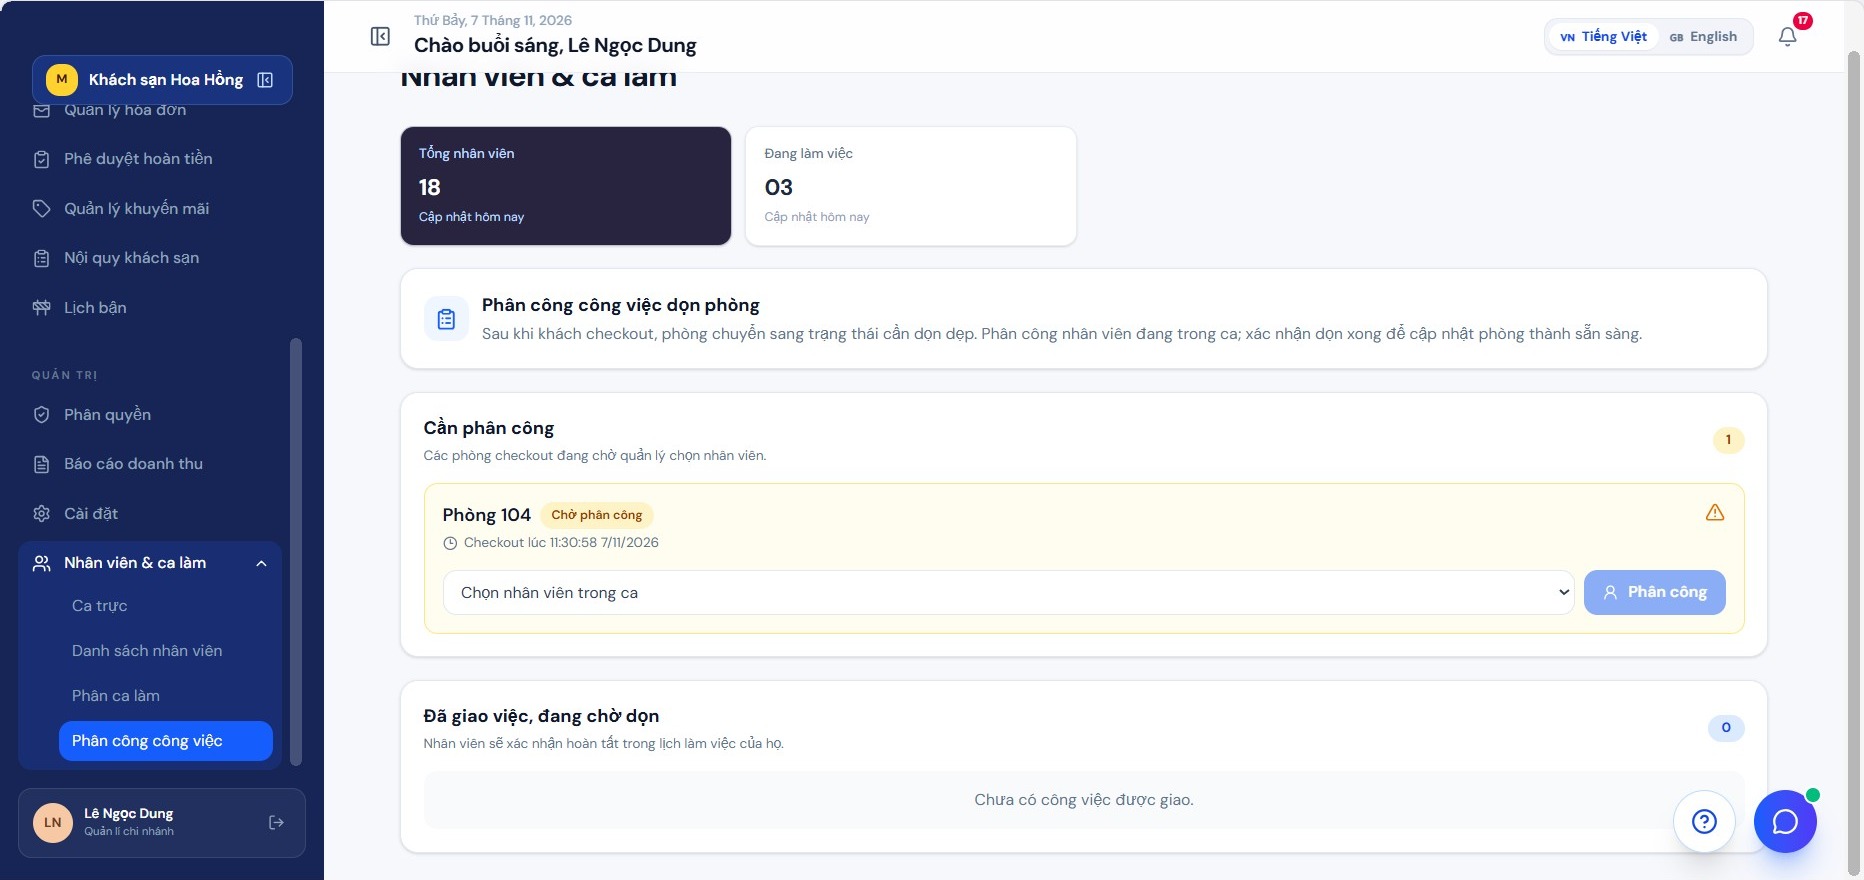 M Khách sạn Hoa Hồng
Quản lý hóa đơn
Phê duyệt hoàn tiền
Quản lý khuyến mãi
Nội quy khách sạn
Lịch bận
QUẢN TRỊ
Phân quyền
Báo cáo doanh thu
Cài đặt
Nhân viên & ca làm
Ca trực
Danh sách nhân viên
Phân ca làm
Phân công công việc
LN
Lê Ngọc Dung
Quản lí chi nhánh
Thứ Bảy, 7 Tháng 11, 2026
Chào buổi sáng, Lê Ngọc Dung
VN Tiếng Việt GB English
17
Nhân viên & ca làm
Tổng nhân viên
18
Cập nhật hôm nay
Đang làm việc
03
Cập nhật hôm nay
Phân công công việc dọn phòng
Sau khi khách checkout, phòng chuyển sang trạng thái cần dọn dẹp. Phân công nhân viên đang trong ca; xác nhận dọn xong để cập nhật phòng thành sẵn sàng.
Cần phân công
Các phòng checkout đang chờ quản lý chọn nhân viên.
1
Phòng 104 Chờ phân công
Checkout lúc 11:30:58 7/11/2026
Chọn nhân viên trong ca
Phân công
Đã giao việc, đang chờ dọn
Nhân viên sẽ xác nhận hoàn tất trong lịch làm việc của họ.
0
Chưa có công việc được giao.